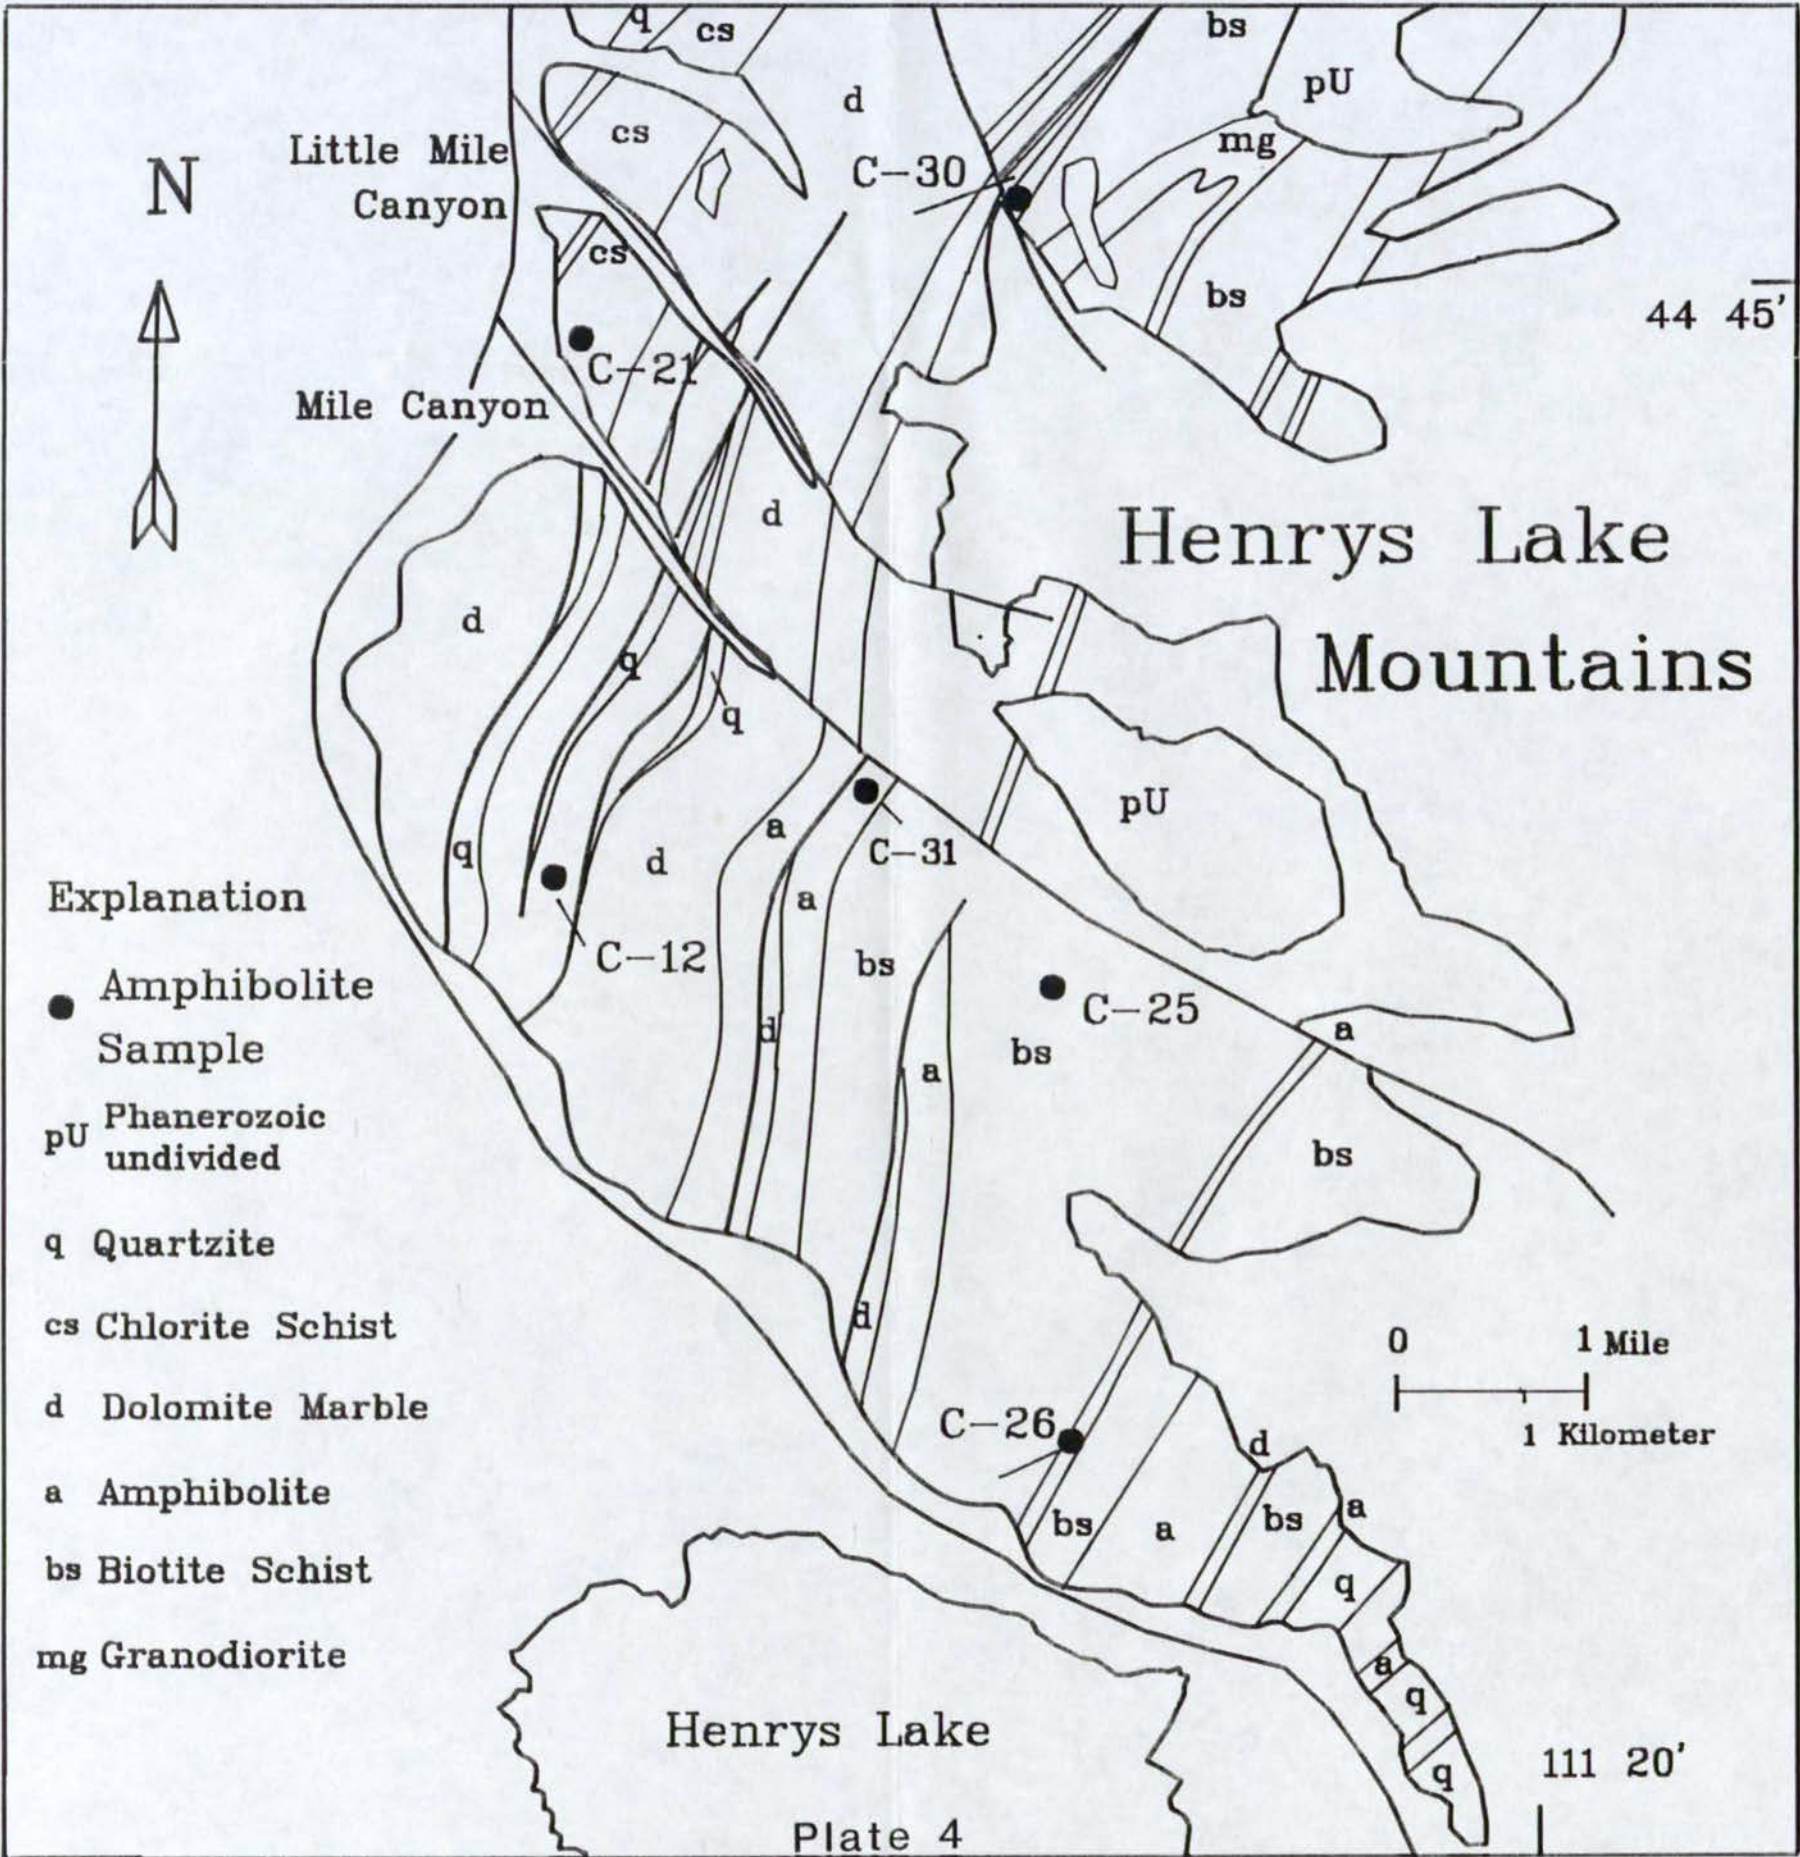 q
cs
bs
pU
d
mg
Little Mile
Canyon
cs
C-30
N
cs
bs
44 45'
C-21
Mile Canyon
d
Henrys Lake
Mountains
d
q
q
pU
a
C-31
q
d
a
Explanation
C-12
bs
Amphibolite
Sample
C-25
d
bs
a
a
pU Phanerozoic
undivided
bs
q Quartzite
cs Chlorite Schist
d
0 1 Mile
1 Kilometer
d Dolomite Marble
C-26
d
a Amphibolite
bs
a
bs
a
bs Biotite Schist
q
mg Granodiorite
a
q
Henrys Lake
q
111 20'
Plate 4